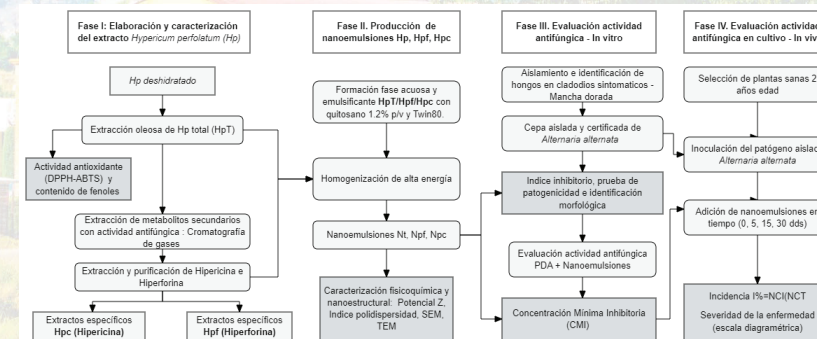 Fase I: Elaboración y caracterización
del extracto Hypericum perfolatum (Hp)
Hp deshidratado
Extracción oleosa de Hp total (HpT)
Actividad antioxidante
(DPPH-ABTS) y
contenido de fenoles
Extracción de metabolitos secundarios
con actividad antifúngica : Cromatografía
de gases
Extracción y purificación de Hipericina e
Hiperforina
Extractos específicos
Hpc (Hipericina)
Extractos específicos
Hpf (Hiperforina)
Fase II. Producción de
nanoemulsiones Hp, Hpf, Hpc
Formación fase acuosa y
emulsificante HpT/Hpf/Hpc con
quitosano 1.2% p/v y Twin80.
Homogenización de alta energía
Nanoemulsiones Nt, Npf, Npc
Caracterización fisicoquímica y
nanoestructural: Potencial Z,
Indice polidispersidad, SEM,
TEM
Fase III. Evaluación actividad
antifúngica - In vitro
Aislamiento e identificación de
hongos en cladodios sintomaticos -
Mancha dorada
Cepa aislada y certificada de
Alternaria alternata
Indice inhibitorio, prueba de
patogenicidad e identificación
morfológica
Evaluación actividad antifúngica
PDA + Nanoemulsiones
Concentración Mínima Inhibitoria
(CMI)
Fase IV. Evaluación actividad
antifúngica en cultivo - In viv
Selección de plantas sanas 2
años edad
Inoculación del patógeno aislad
Alternaria alternata
Adición de nanoemulsiones en
tiempo (0, 5, 15, 30 dds)
Incidencia I%=NCI(NCT
Severidad de la enfermedad
(escala diagramétrica)